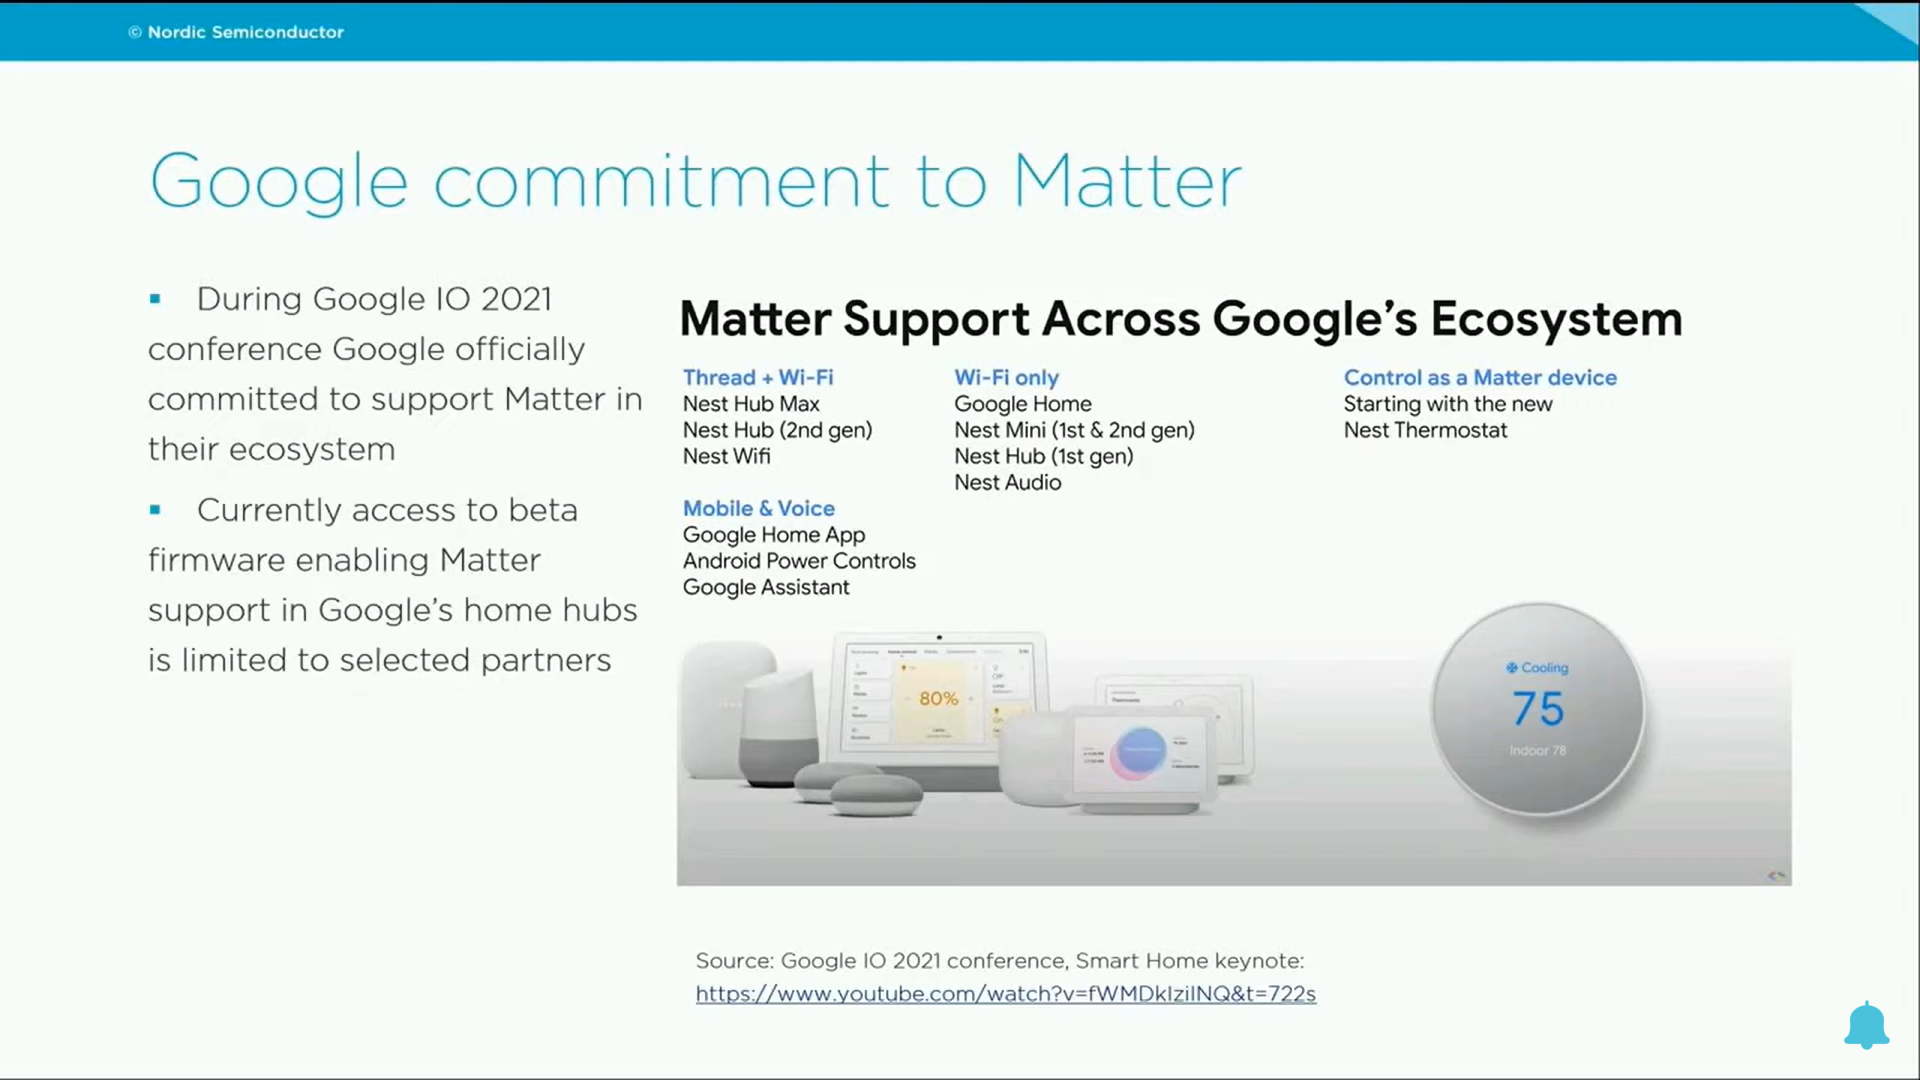 © Nordic Semiconductor
Google commitment to Matter
▪ During Google IO 2021
conference Google officially
committed to support Matter in
their ecosystem
▪ Currently access to beta
firmware enabling Matter
support in Google's home hubs
is limited to selected partners
Matter Support Across Google's Ecosystem
Thread + Wi-Fi
Nest Hub Max
Nest Hub (2nd gen)
Nest Wifi
Mobile & Voice
Google Home App
Android Power Controls
Google Assistant
Wi-Fi only
Google Home
Nest Mini (1st & 2nd gen)
Nest Hub (1st gen)
Nest Audio
Control as a Matter device
Starting with the new
Nest Thermostat
80%
Cooling
75
Indoor 78
Source: Google IO 2021 conference, Smart Home keynote:
https://www.youtube.com/watch?v=fWMDkIziINQ&t=722s